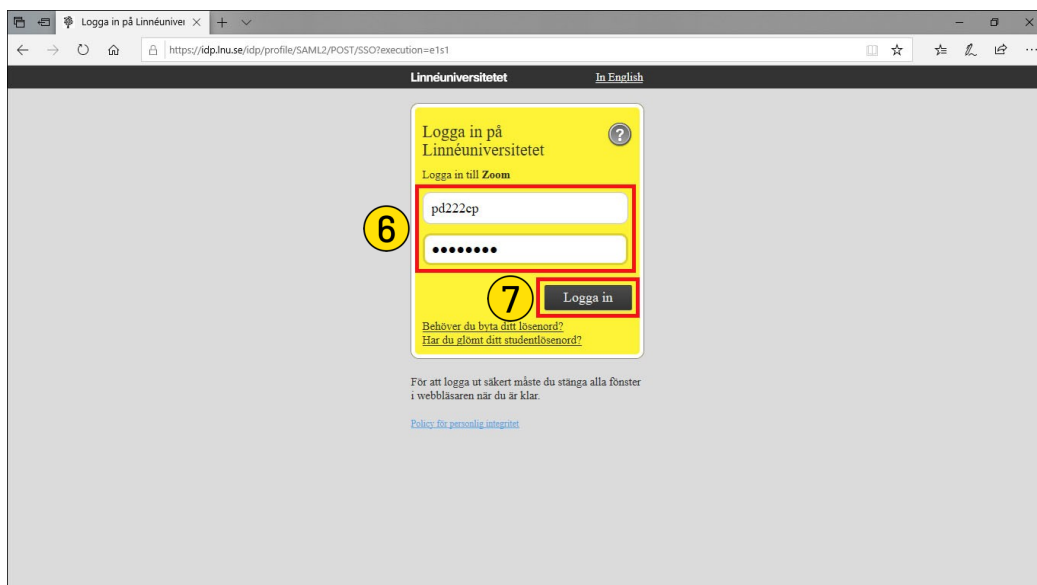 Logga in på Linnéuniver
https://idp.lnu.se/idp/profile/SAML2/POST/SSO?execution=e1s1
Linnéuniversitetet In English
Logga in på
Linnéuniversitetet
Logga in till Zoom
pd222ep
6
7
Logga in
Behöver du byta ditt lösenord?
Har du glömt ditt studentlösenord?
För att logga ut säkert måste du stänga alla fönster
i webbläsaren när du är klar.
Policy för personlig integritet